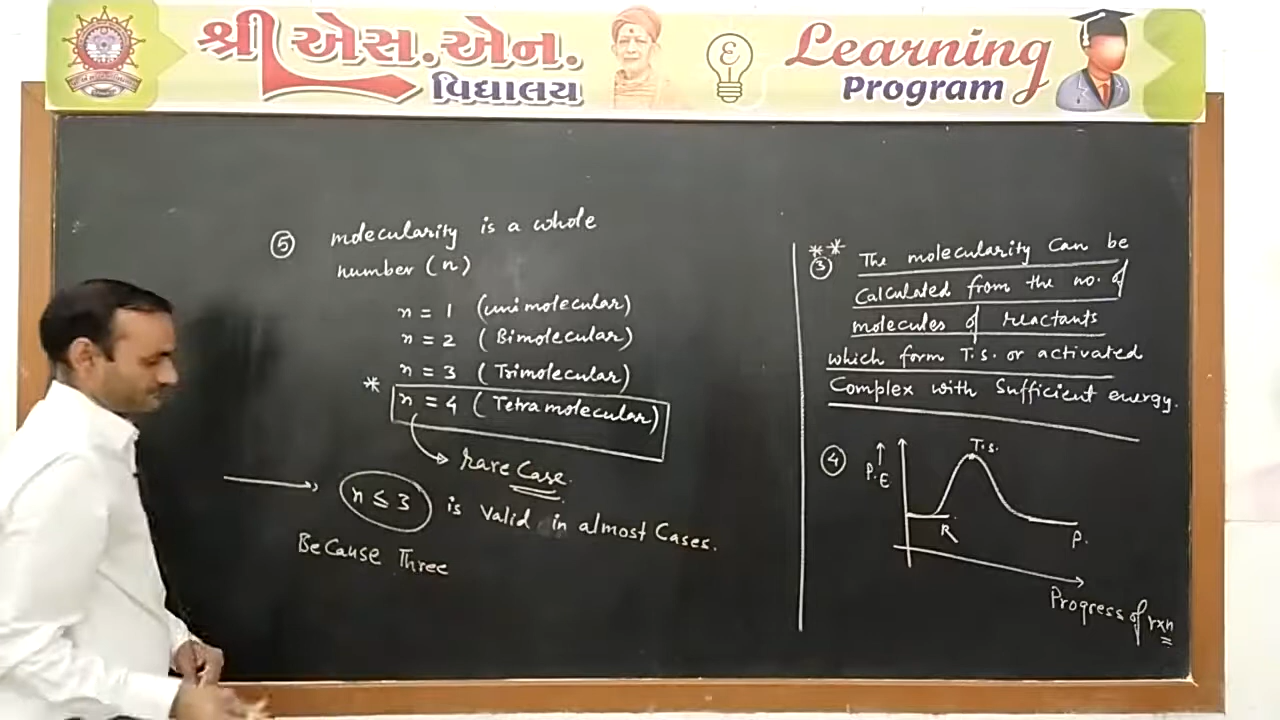 શ્રી એસ.એન.
વિદ્યાલય
Learning
Program
⑤ molecularity is a whole
number (n)
n = 1 (unimolecular)
n = 2 (Bimolecular)
n = 3 (Trimolecular)
* n = 4 (Tetramolecular)
rare Case.
n ≤ 3 is valid in almost Cases.
Because Three
** ③ The molecularity can be
Calculated from the no. of
molecules of reactants
which form T.S. or activated
Complex with Sufficient energy.
④ P.E
T.S.
R
P.
Progress of rxn